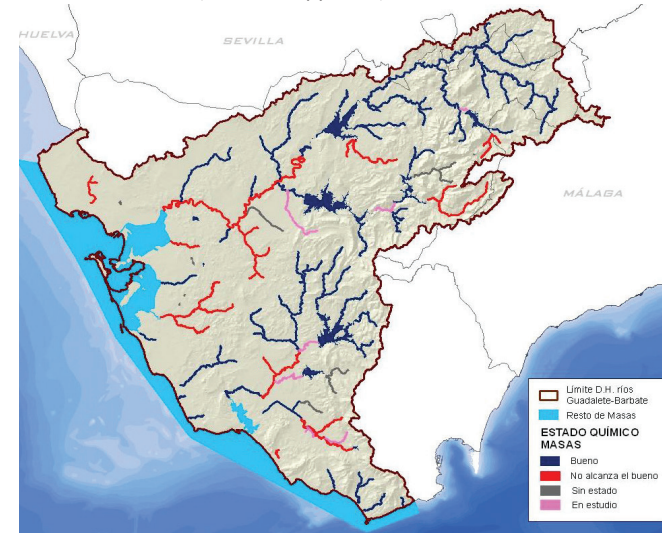 HUELVA
SEVILLA
MÁLAGA
Límite D.H. ríos
Guadalete-Barbate
Resto de Masas
ESTADO QUÍMICO
MASAS
Bueno
No alcanza el bueno
Sin estado
En estudio